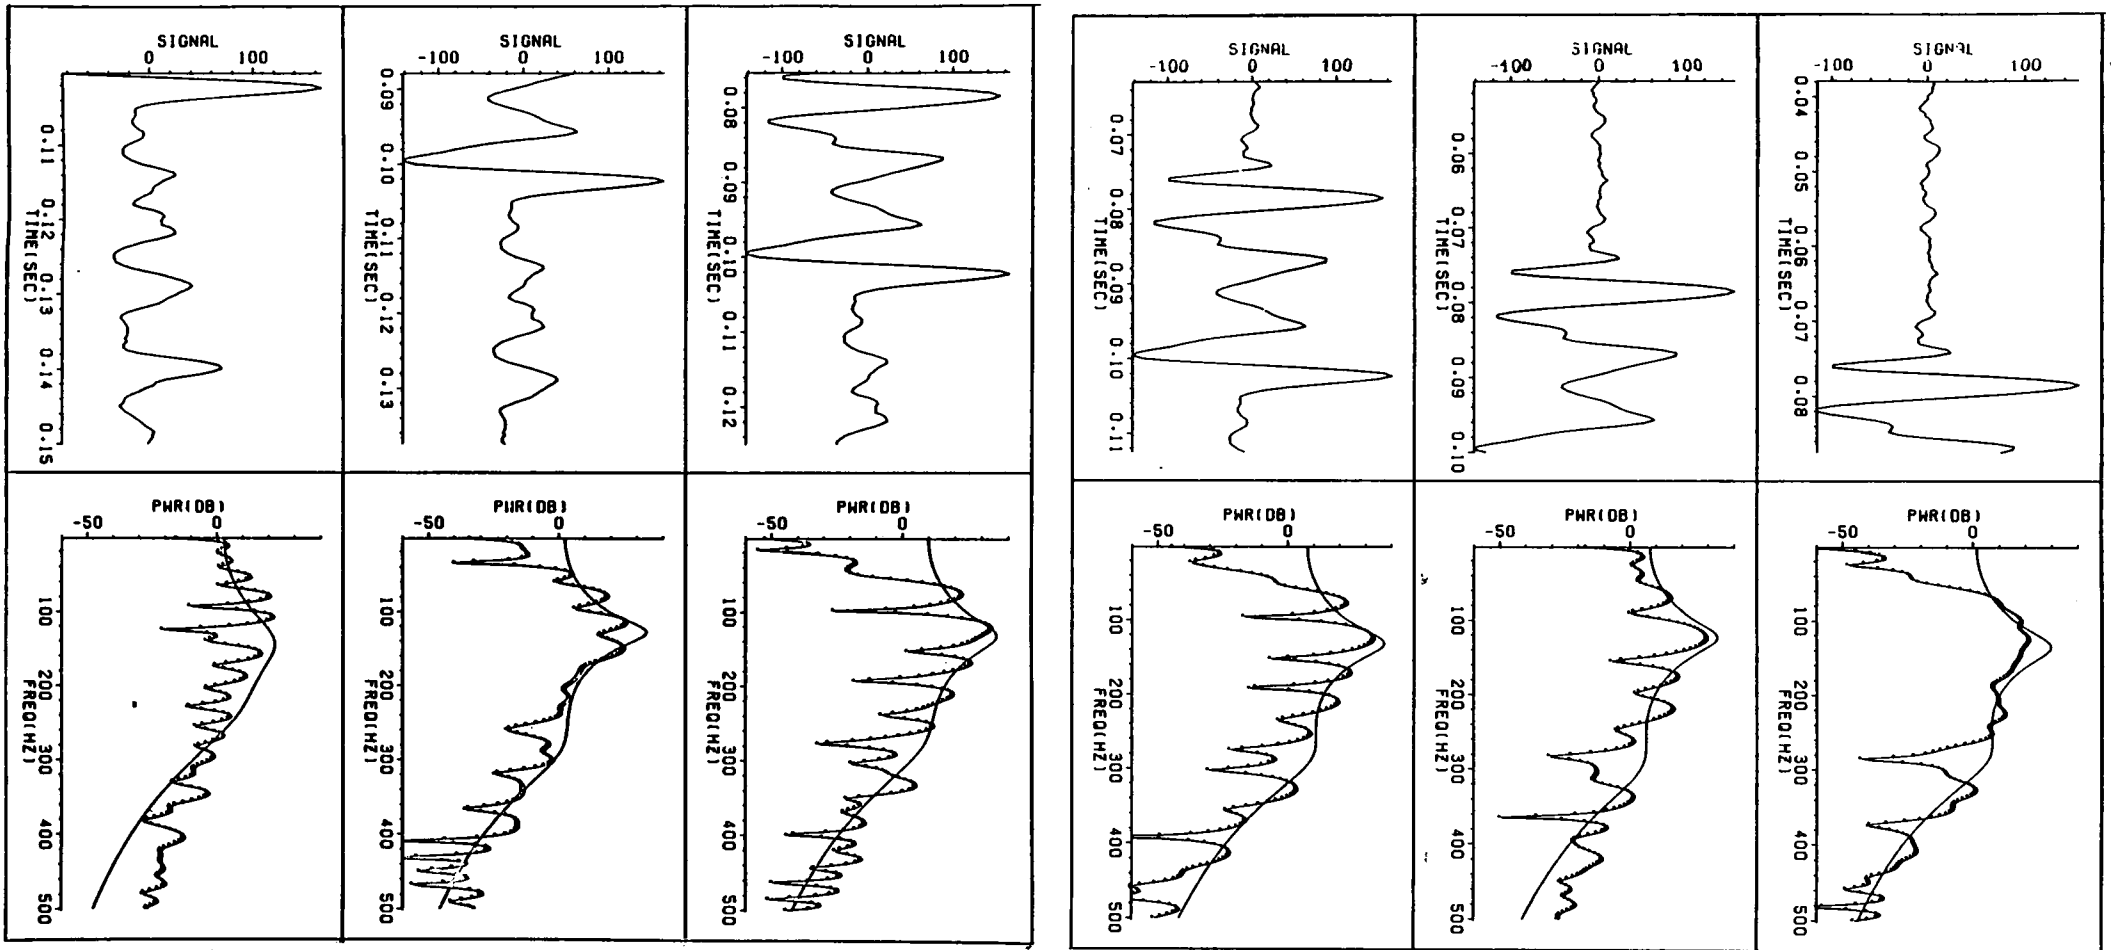 SIGNAL
0 100
0.11 0.12 0.13 0.14 0.15
TIME(SEC)
SIGNAL
-100 0 100
0.09 0.10 0.11 0.12 0.13
TIME(SEC)
SIGNAL
-100 0 100
0.08 0.09 0.10 0.11 0.12
TIME(SEC)
SIGNAL
-100 0 100
0.07 0.08 0.09 0.10 0.11
TIME(SEC)
SIGNAL
-100 0 100
0.06 0.07 0.08 0.09 0.10
TIME(SEC)
SIGNAL
-100 0 100
0.04 0.05 0.06 0.07 0.08
TIME(SEC)
PWR(DB)
-50 0
100 200 300 400 500
FREQ(HZ)
PWR(DB)
-50 0
100 200 300 400 500
FREQ(HZ)
PWR(DB)
-50 0
100 200 300 400 500
FREQ(HZ)
PWR(DB)
-50 0
100 200 300 400 500
FREQ(HZ)
PWR(DB)
-50 0
100 200 300 400 500
FREQ(HZ)
PWR(DB)
-50 0
100 200 300 400 500
FREQ(HZ)